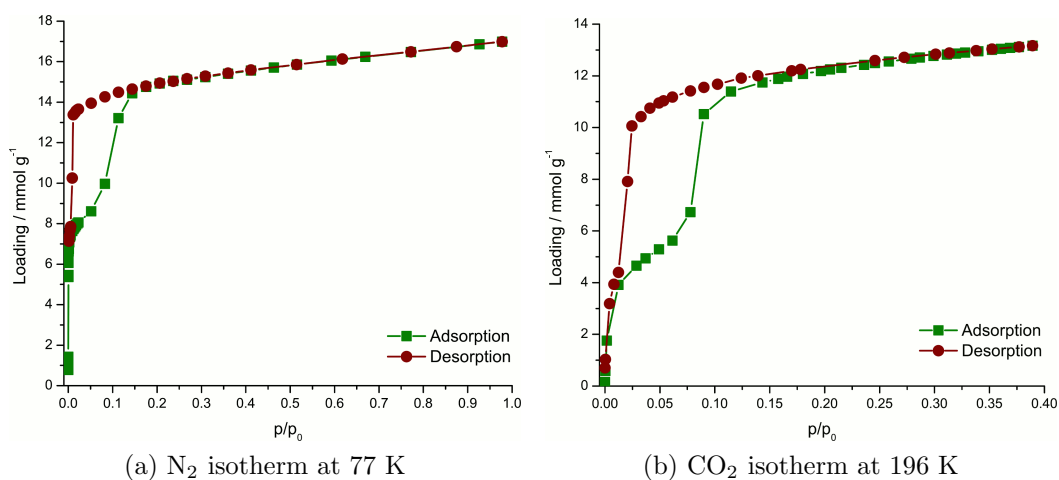 18
16
14
12
10
8
6
4
2
0
Loading / mmol g⁻¹
Adsorption
Desorption
0.0 0.1 0.2 0.3 0.4 0.5 0.6 0.7 0.8 0.9 1.0
p/p₀
(a) N₂ isotherm at 77 K
14
12
10
8
6
4
2
0
Loading / mmol g⁻¹
Adsorption
Desorption
0.00 0.05 0.10 0.15 0.20 0.25 0.30 0.35 0.40
p/p₀
(b) CO₂ isotherm at 196 K